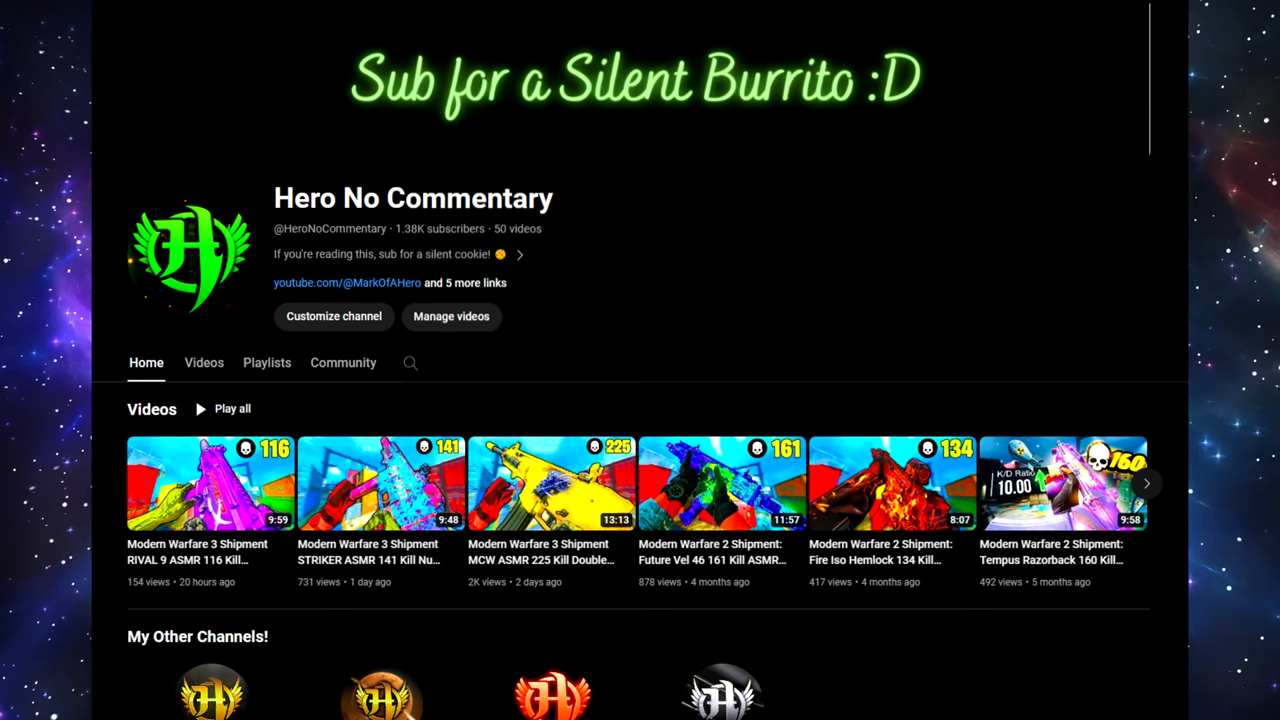 Sub for a Silent Burrito :D
Hero No Commentary
@HeroNoCommentary · 1.38K subscribers · 50 videos
If you're reading this, sub for a silent cookie! 🍪
youtube.com/@MarkOfAHero and 5 more links
Customize channel Manage videos
Home Videos Playlists Community
Videos Play all
116 141 225 161 134 160
K/D Ratio
10.00
9:59 9:48 13:13 11:57 8:07 9:58
Modern Warfare 3 Shipment Modern Warfare 3 Shipment Modern Warfare 3 Shipment Modern Warfare 2 Shipment: Modern Warfare 2 Shipment: Modern Warfare 2 Shipment:
RIVAL 9 ASMR 116 Kill... STRIKER ASMR 141 Kill Nu... MCW ASMR 225 Kill Double... Future Vel 46 161 Kill ASMR... Fire Iso Hemlock 134 Kill... Tempus Razorback 160 Kill...
154 views • 20 hours ago 731 views • 1 day ago 2K views • 2 days ago 878 views • 4 months ago 417 views • 4 months ago 492 views • 5 months ago
My Other Channels!